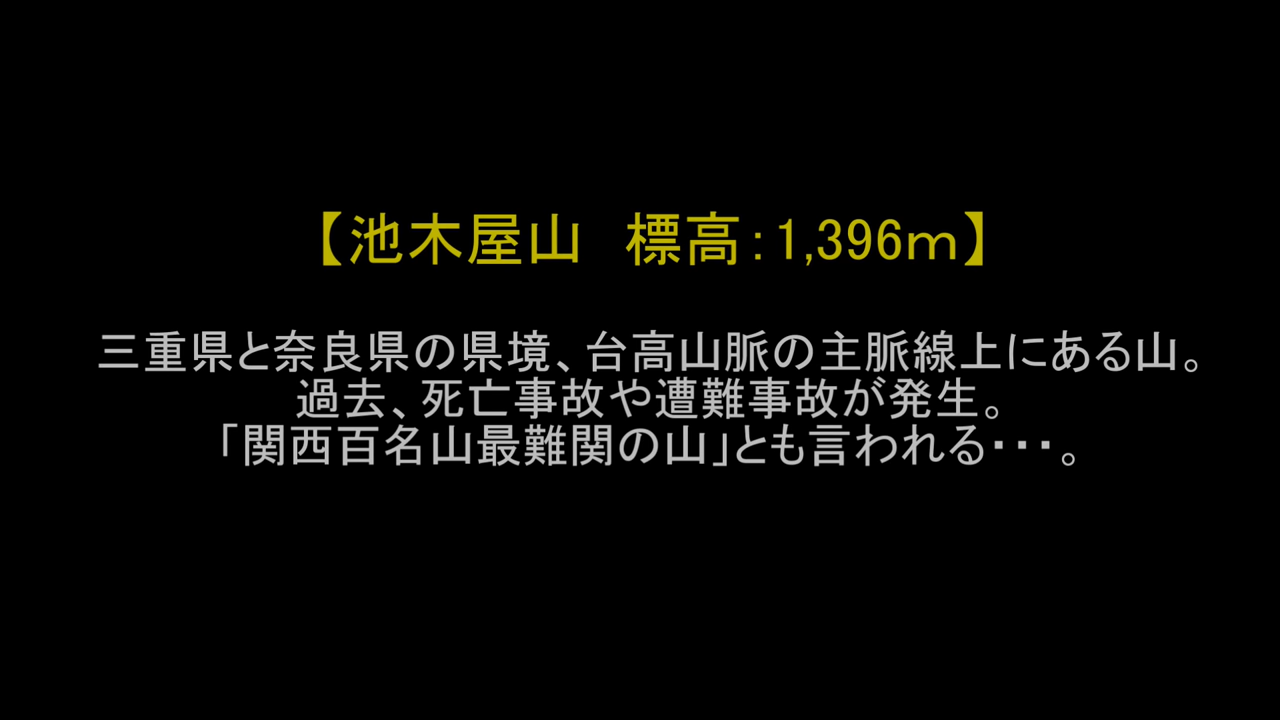 【池木屋山　標高：1,396ｍ】
三重県と奈良県の県境、台高山脈の主脈線上にある山。
過去、死亡事故や遭難事故が発生。
「関西百名山最難関の山」とも言われる・・・。